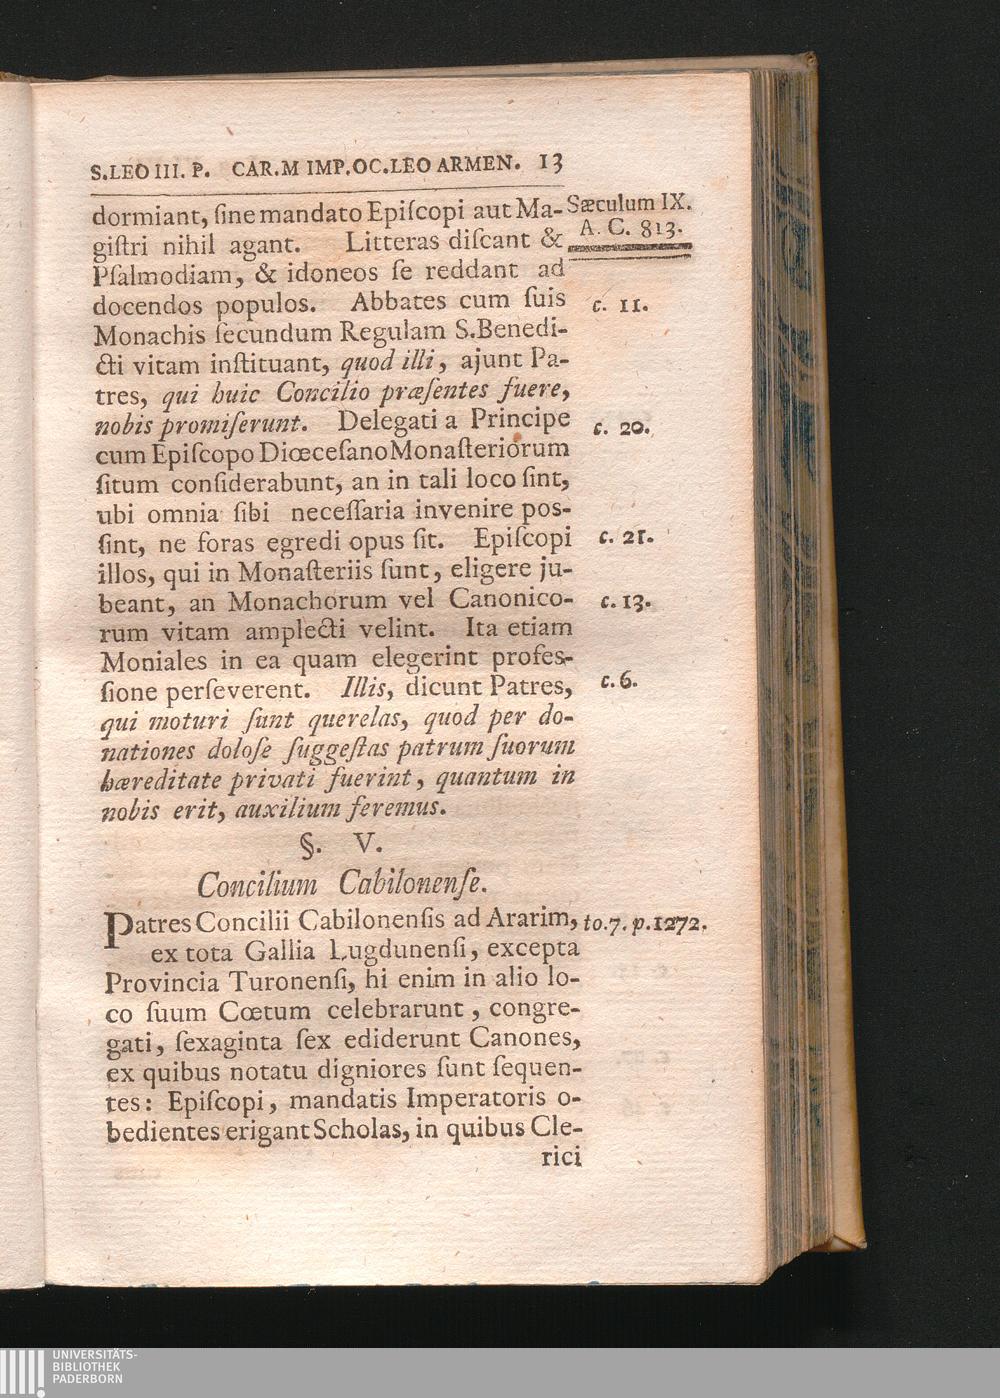 S.LEO III. P. CAR.M IMP.OC.LEO ARMEN. 13
Sæculum IX.
A. C. 813.
dormiant, ſine mandato Epiſcopi aut Ma-
giſtri nihil agant. Litteras diſcant &
Pſalmodiam, & idoneos ſe reddant ad
docendos populos. Abbates cum ſuis
c. 11.
Monachis ſecundum Regulam S.Benedi-
cti vitam inſtituant, quod illi, ajunt Pa-
tres, qui huic Concilio præſentes fuere,
nobis promiſerunt. Delegati a Principe
c. 20.
cum Epiſcopo Diœceſano Monaſteriorum
ſitum conſiderabunt, an in tali loco ſint,
ubi omnia ſibi neceſſaria invenire pos-
ſint, ne foras egredi opus ſit. Epiſcopi
c. 21.
illos, qui in Monaſteriis ſunt, eligere ju-
beant, an Monachorum vel Canonico-
c. 13.
rum vitam amplecti velint. Ita etiam
Moniales in ea quam elegerint profes-
ſione perſeverent. Illis, dicunt Patres,
c. 6.
qui moturi ſunt querelas, quod per do-
nationes doloſe ſuggeſtas patrum ſuorum
hæreditate privati fuerint, quantum in
nobis erit, auxilium feremus.
§. V.
Concilium Cabilonenſe.
Patres Concilii Cabilonenſis ad Ararim,
to.7. p.1272.
ex tota Gallia Lugdunenſi, excepta
Provincia Turonenſi, hi enim in alio lo-
co ſuum Cœtum celebrarunt, congre-
gati, ſexaginta ſex ediderunt Canones,
ex quibus notatu digniores ſunt ſequen-
tes: Epiſcopi, mandatis Imperatoris o-
bedientes erigant Scholas, in quibus Cle-
rici
UNIVERSITÄTS-
BIBLIOTHEK
PADERBORN